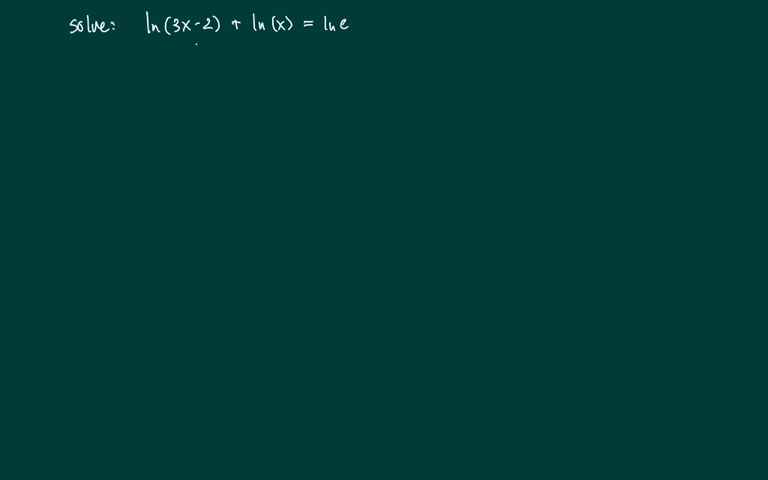 solve: ln(3x-2) + ln(x) = ln e